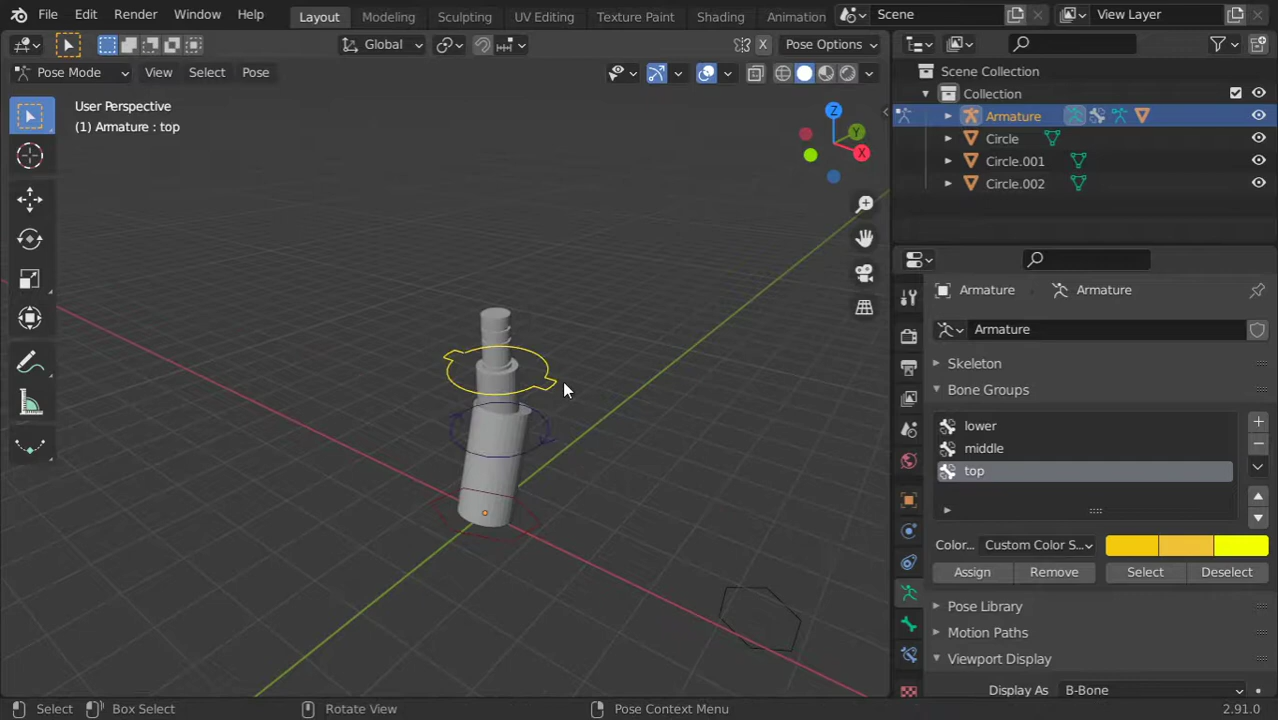 File Edit Render Window Help Layout Modeling Sculpting UV Editing Texture Paint Shading Animation Scene View Layer
Global X Pose Options
Pose Mode View Select Pose
User Perspective
(1) Armature : top
Z
Y
X
Scene Collection
Collection
Armature
Circle
Circle.001
Circle.002
Armature Armature
Armature
Skeleton
Bone Groups
lower
middle
top
Color... Custom Color S...
Assign Remove Select Deselect
Pose Library
Motion Paths
Viewport Display
Display As B-Bone
Select Box Select Rotate View Pose Context Menu 2.91.0